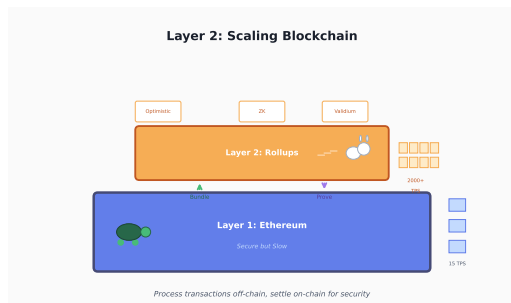 Layer 2: Scaling Blockchain
Optimistic
ZK
Validium
Layer 2: Rollups
2000+
TPS
Bundle
Prove
Layer 1: Ethereum
Secure but Slow
15 TPS
Process transactions off-chain, settle on-chain for security